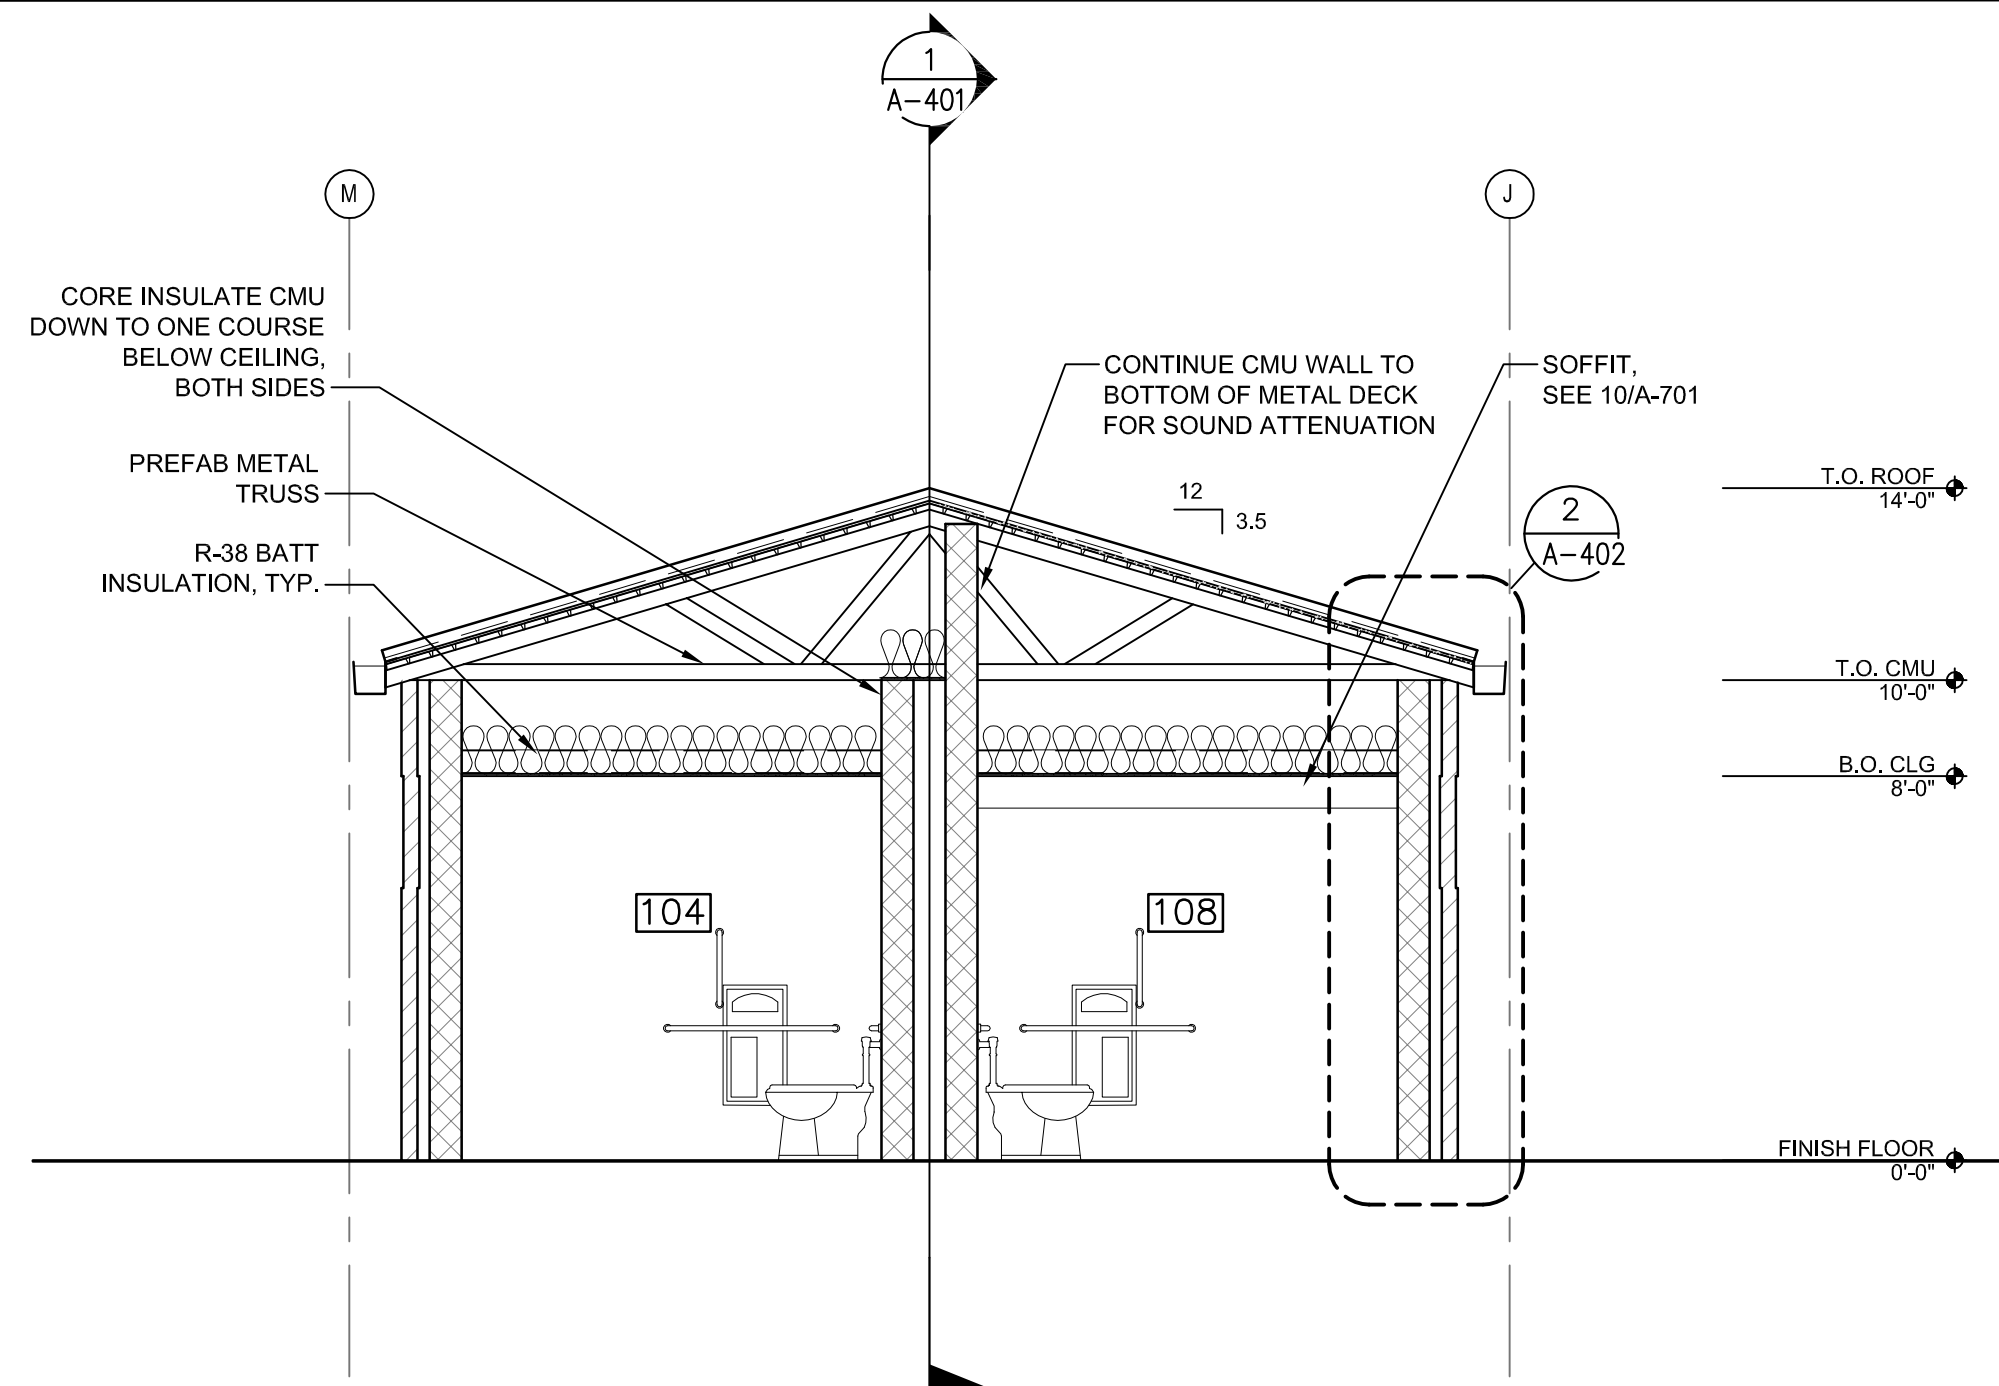 1
A-401
M
J
CORE INSULATE CMU
DOWN TO ONE COURSE
BELOW CEILING,
BOTH SIDES
PREFAB METAL
TRUSS
R-38 BATT
INSULATION, TYP.
CONTINUE CMU WALL TO
BOTTOM OF METAL DECK
FOR SOUND ATTENUATION
SOFFIT,
SEE 10/A-701
12
3.5
2
A-402
T.O. ROOF
14'-0"
T.O. CMU
10'-0"
B.O. CLG
8'-0"
104
108
FINISH FLOOR
0'-0"